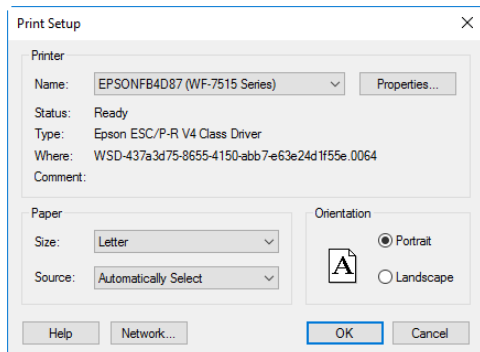 Print Setup
Printer
Name: EPSONFB4D87 (WF-7515 Series) Properties...
Status: Ready
Type: Epson ESC/P-R V4 Class Driver
Where: WSD-437a3d75-8655-4150-abb7-e63e24d1f55e.0064
Comment:
Paper
Size: Letter
Source: Automatically Select
Orientation
A
Portrait
Landscape
Help Network... OK Cancel